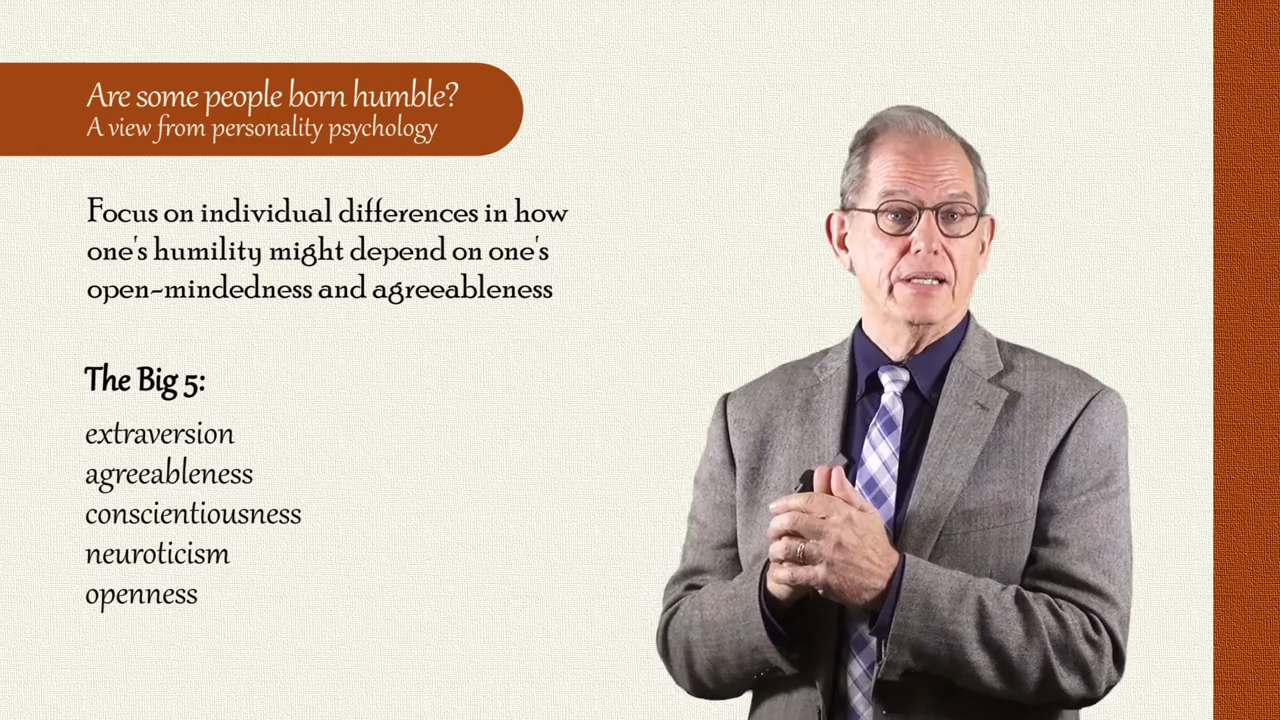 Are some people born humble?
A view from personality psychology
Focus on individual differences in how
one's humility might depend on one's
open-mindedness and agreeableness
The Big 5:
extraversion
agreeableness
conscientiousness
neuroticism
openness